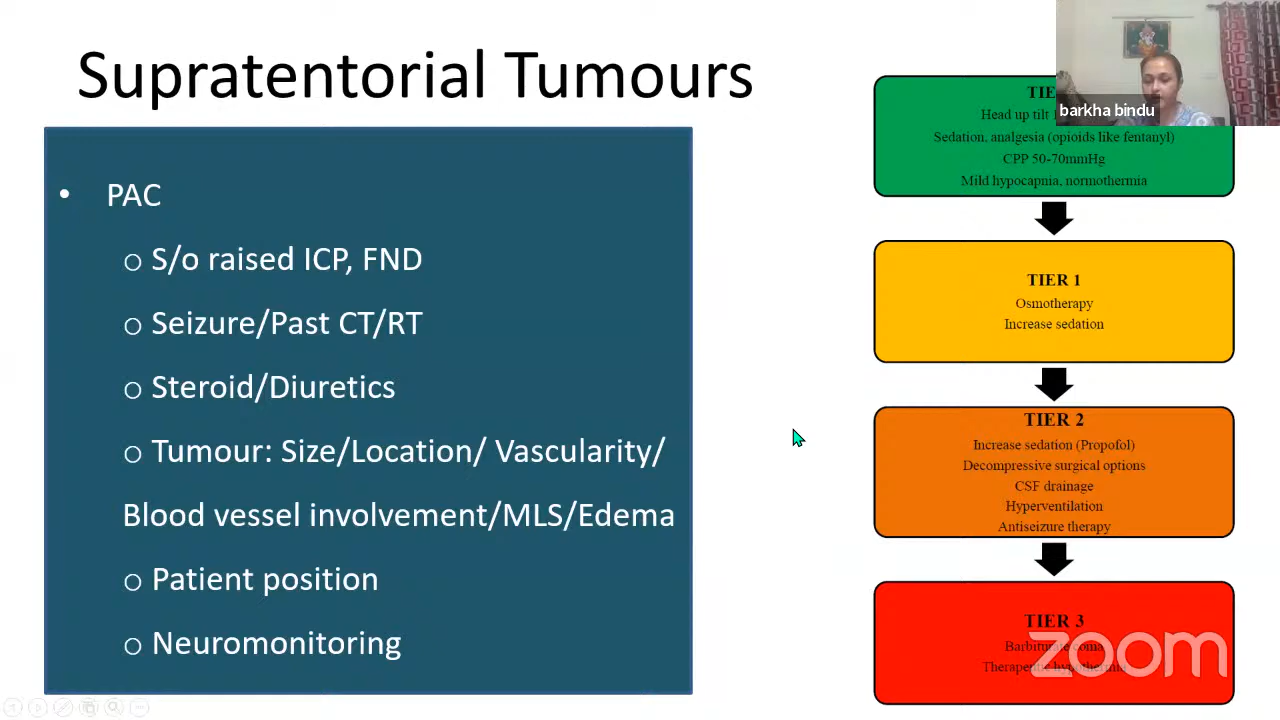 Supratentorial Tumours
• PAC
o S/o raised ICP, FND
o Seizure/Past CT/RT
o Steroid/Diuretics
o Tumour: Size/Location/ Vascularity/
Blood vessel involvement/MLS/Edema
o Patient position
o Neuromonitoring
barkha bindu
Head up tilt
Sedation, analgesia (opioids like fentanyl)
CPP 50-70mmHg
Mild hypocapnia, normothermia
TIER 1
Osmotherapy
Increase sedation
TIER 2
Increase sedation (Propofol)
Decompressive surgical options
CSF drainage
Hyperventilation
Antiseizure therapy
TIER 3
Barbiturate coma
Therapeutic hypothermia
zoom